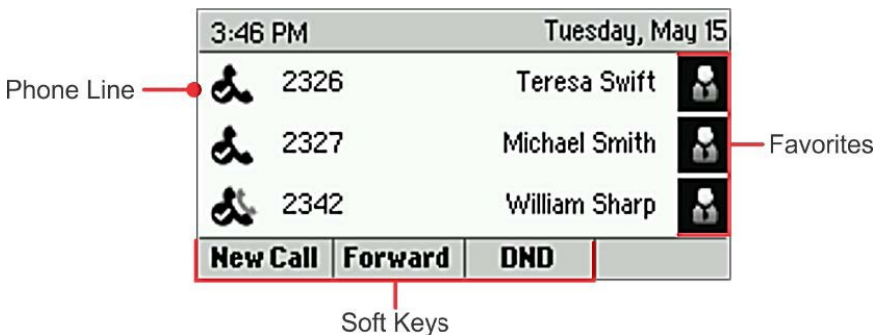 3:46 PM Tuesday, May 15
Phone Line 2326 Teresa Swift
2327 Michael Smith Favorites
2342 William Sharp
New Call Forward DND
Soft Keys